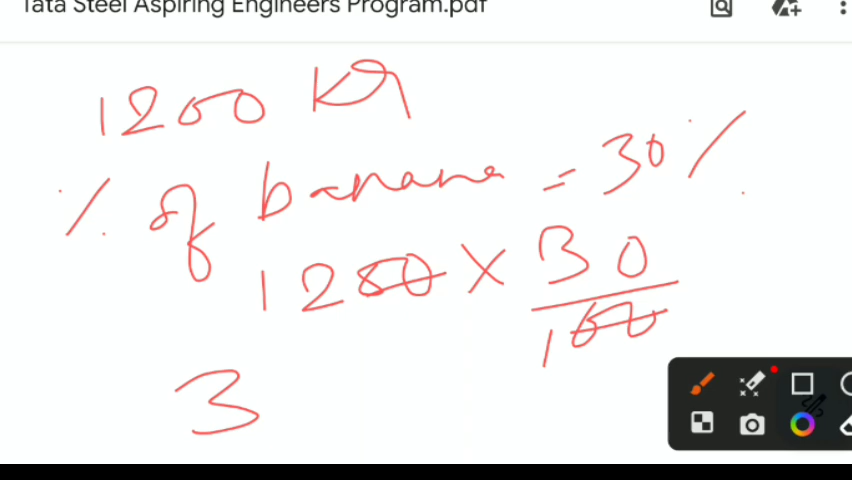 Tata Steel Aspiring Engineers Program.pdf
1200 Kg
% of banana = 30%
1200 × 30
100
3